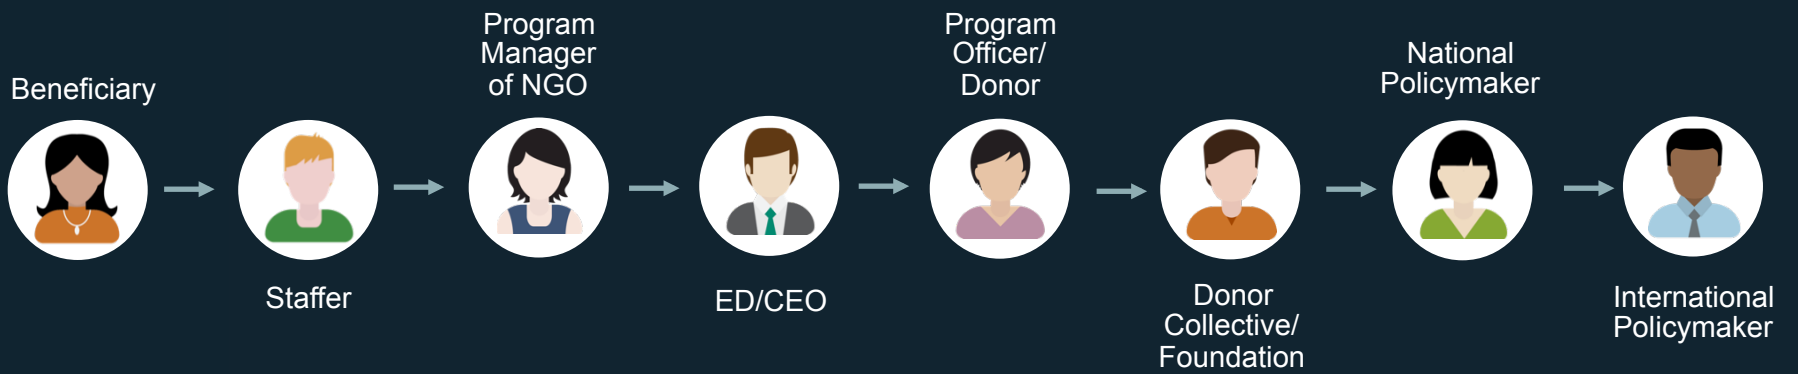 Beneficiary
Staffer
Program
Manager
of NGO
ED/CEO
Program
Officer/
Donor
Donor
Collective/
Foundation
National
Policymaker
International
Policymaker